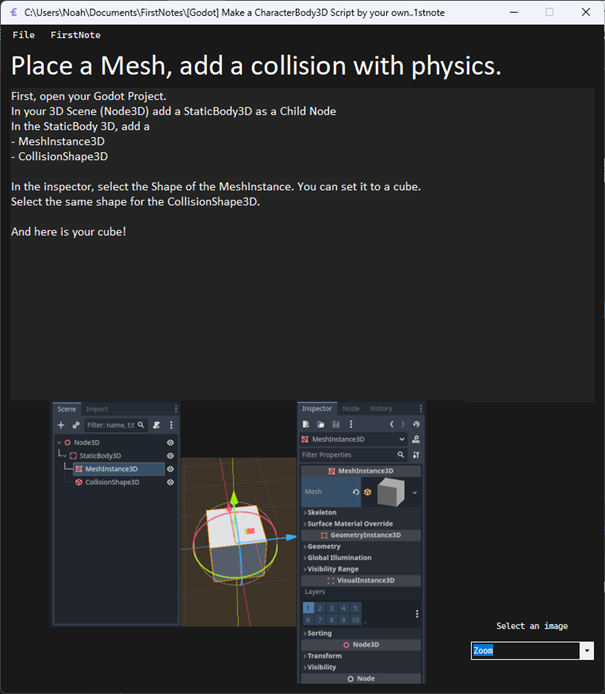 C:\Users\Noah\Documents\FirstNotes\[Godot] Make a CharacterBody3D Script by your own..1stnote
File FirstNote
Place a Mesh, add a collision with physics.
First, open your Godot Project.
In your 3D Scene (Node3D) add a StaticBody3D as a Child Node
In the StaticBody 3D, add a
- MeshInstance3D
- CollisionShape3D
In the inspector, select the Shape of the MeshInstance. You can set it to a cube.
Select the same shape for the CollisionShape3D.
And here is your cube!
Scene Import
Filter: name, t:t
Node3D
StaticBody3D
MeshInstance3D
CollisionShape3D
Inspector Node History
MeshInstance3D
Filter Properties
MeshInstance3D
Mesh
Skeleton
Surface Material Override
GeometryInstance3D
Geometry
Global Illumination
Visibility Range
VisualInstance3D
Layers
1 2 3 4 5
6 7 8 9 10
Sorting
Node3D
Transform
Visibility
Node
Select an image
Zoom